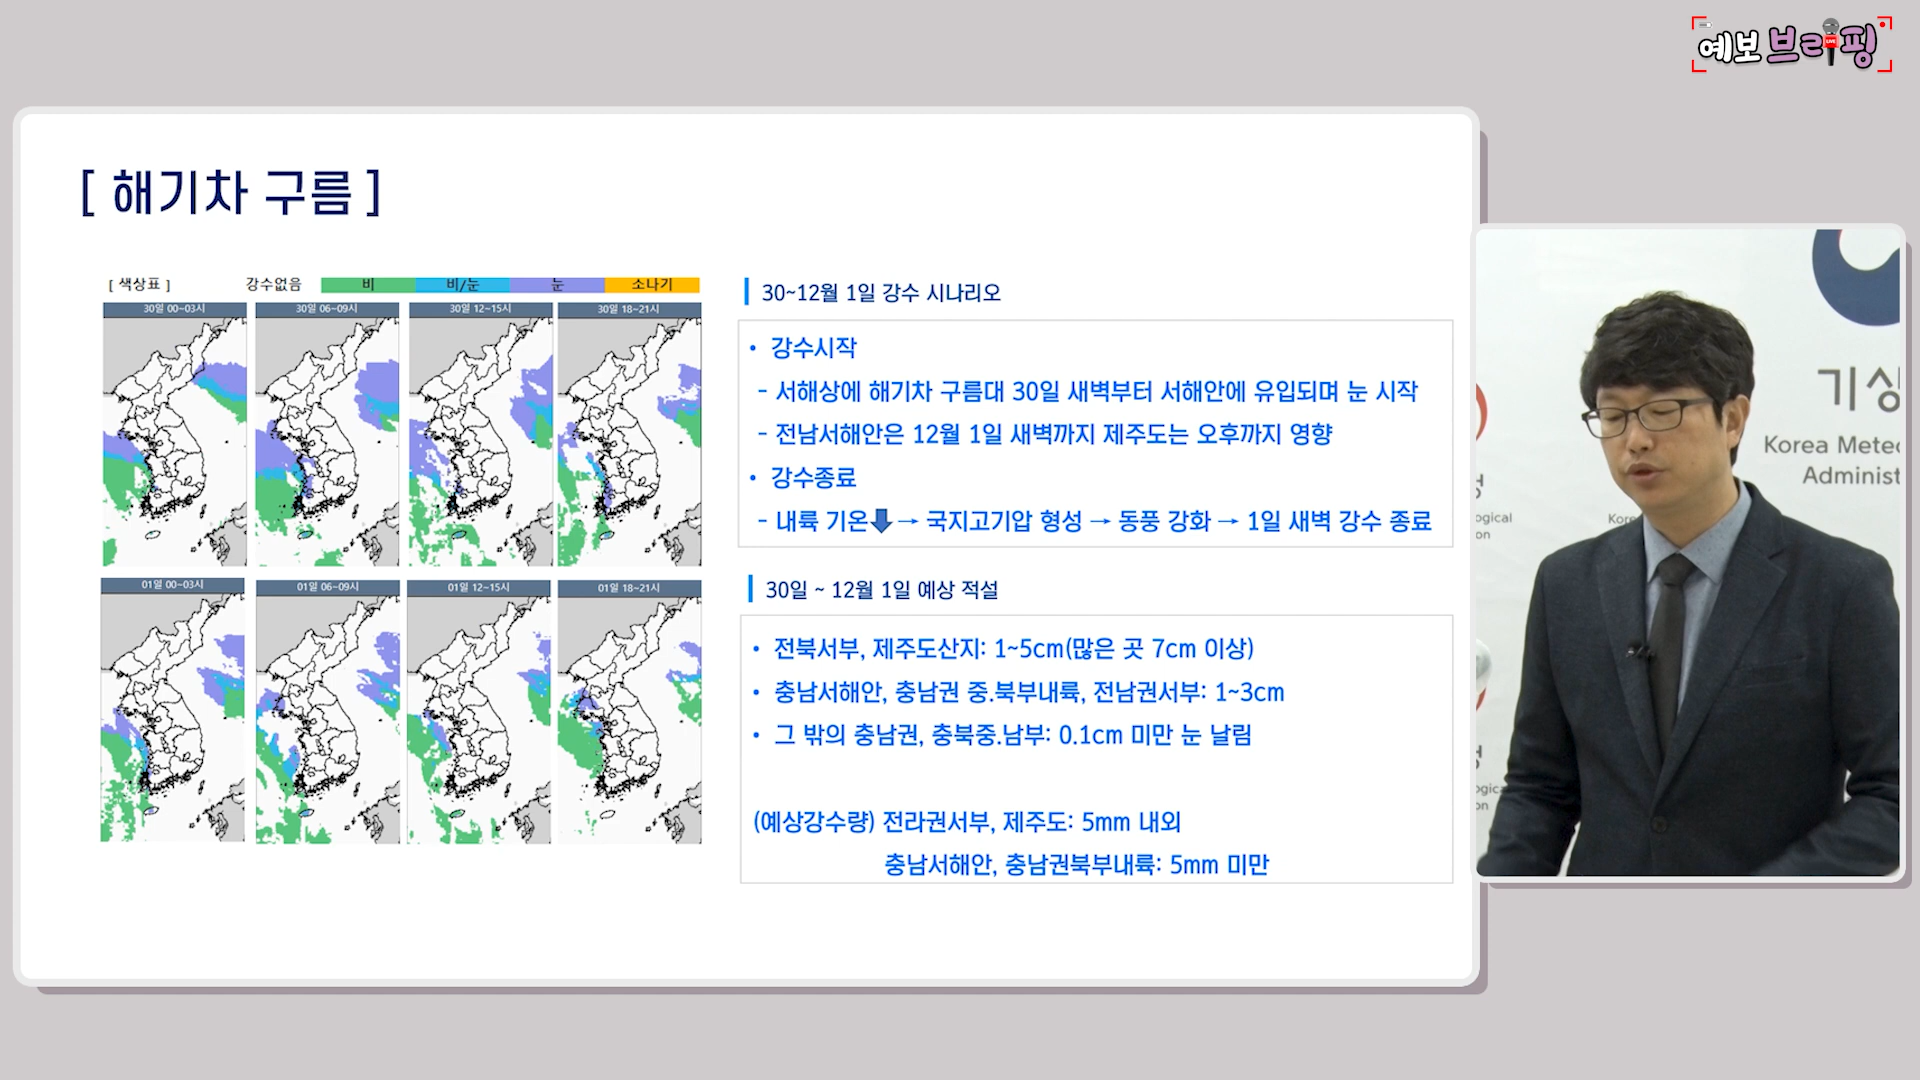 예보 브리핑
LIVE
[ 해기차 구름 ]
[ 색상표 ] 강수없음 비 비/눈 눈 소나기
30일 00~03시 30일 06~09시 30일 12~15시 30일 18~21시
01일 00~03시 01일 06~09시 01일 12~15시 01일 18~21시
30~12월 1일 강수 시나리오
• 강수시작
- 서해상에 해기차 구름대 30일 새벽부터 서해안에 유입되며 눈 시작
- 전남서해안은 12월 1일 새벽까지 제주도는 오후까지 영향
• 강수종료
- 내륙 기온⬇→ 국지고기압 형성 → 동풍 강화 → 1일 새벽 강수 종료
30일 ~ 12월 1일 예상 적설
• 전북서부, 제주도산지: 1~5cm(많은 곳 7cm 이상)
• 충남서해안, 충남권 중.북부내륙, 전남권서부: 1~3cm
• 그 밖의 충남권, 충북중.남부: 0.1cm 미만 눈 날림
(예상강수량) 전라권서부, 제주도: 5mm 내외
충남서해안, 충남권북부내륙: 5mm 미만
기상
Korea Meteo
Administ
ogical
on
Kore